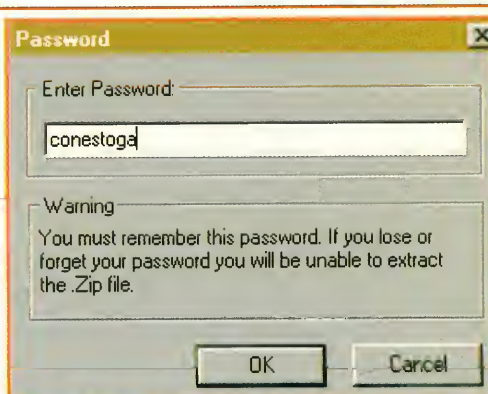 Password
Enter Password:
conestoga
Warning
You must remember this password. If you lose or
forget your password you will be unable to extract
the .Zip file.
OK
Cancel